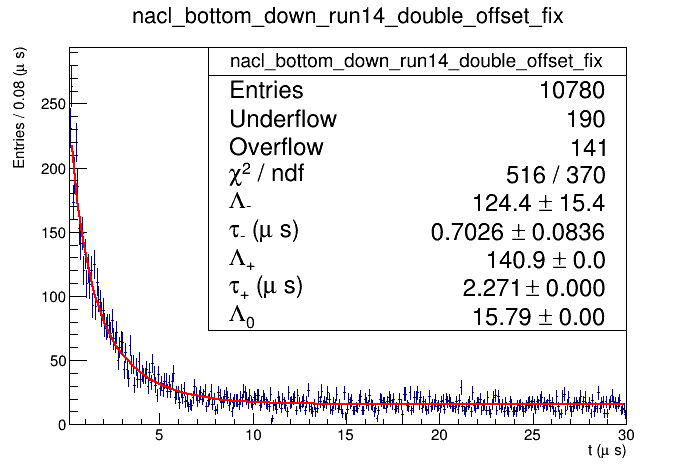 nacl_bottom_down_run14_double_offset_fix
Entries / 0.08 (μ s)
nacl_bottom_down_run14_double_offset_fix
Entries 10780
Underflow 190
Overflow 141
χ² / ndf 516 / 370
Λ₋ 124.4 ± 15.4
τ₋ (μ s) 0.7026 ± 0.0836
Λ₊ 140.9 ± 0.0
τ₊ (μ s) 2.271 ± 0.000
Λ₀ 15.79 ± 0.00
250
200
150
100
50
0
5 10 15 20 25 30
t (μ s)